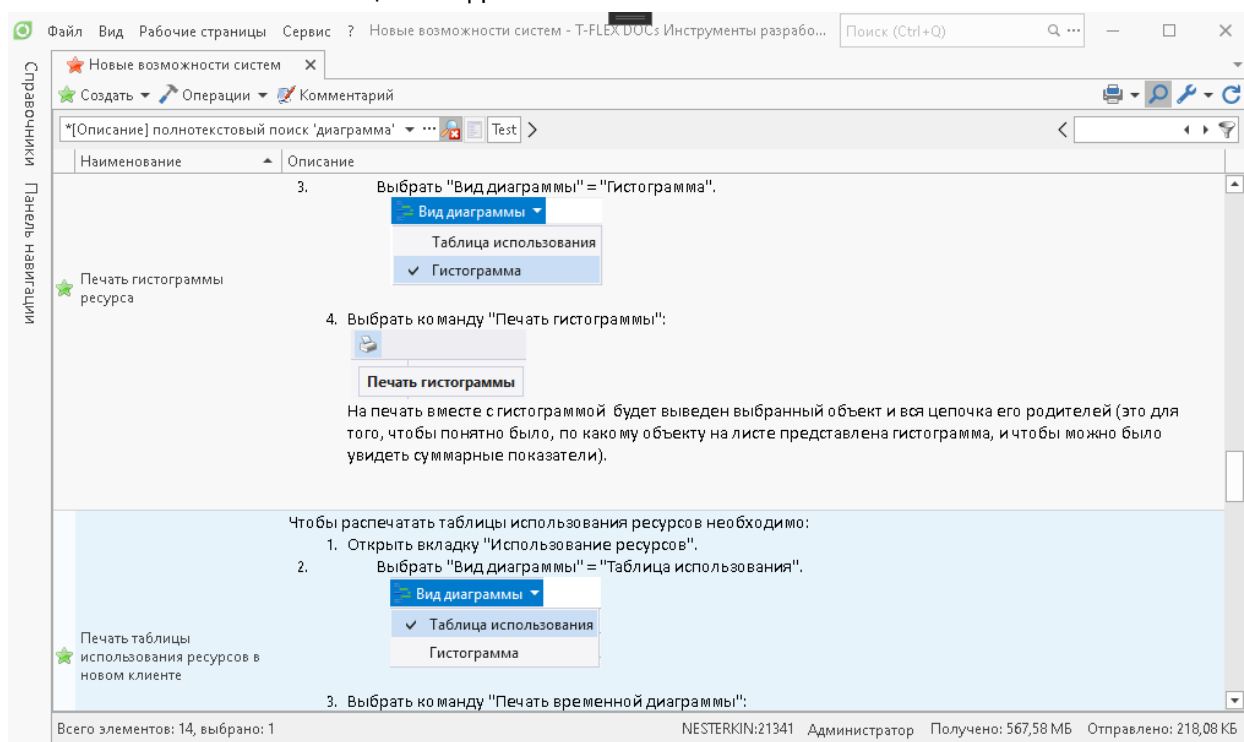 Файл Вид Рабочие страницы Сервис ? Новые возможности систем - T-FLEX DOCs Инструменты разрабо... Поиск (Ctrl+Q)
Новые возможности систем
Создать Операции Комментарий
*[Описание] полнотекстовый поиск 'диаграмма' Test
Справочники
Панель навигации
Наименование Описание
3. Выбрать "Вид диаграммы" = "Гистограмма".
Вид диаграммы
Таблица использования
Гистограмма
Печать гистограммы
ресурса
4. Выбрать команду "Печать гистограммы":
Печать гистограммы
На печать вместе с гистограммой будет выведен выбранный объект и вся цепочка его родителей (это для
того, чтобы понятно было, по какому объекту на листе представлена гистограмма, и чтобы можно было
увидеть суммарные показатели).
Чтобы распечатать таблицы использования ресурсов необходимо:
1. Открыть вкладку "Использование ресурсов".
2. Выбрать "Вид диаграммы" = "Таблица использования".
Вид диаграммы
Таблица использования
Гистограмма
Печать таблицы
использования ресурсов в
новом клиенте
3. Выбрать команду "Печать временной диаграммы":
Всего элементов: 14, выбрано: 1 NESTERKIN:21341 Администратор Получено: 567,58 МБ Отправлено: 218,08 КБ